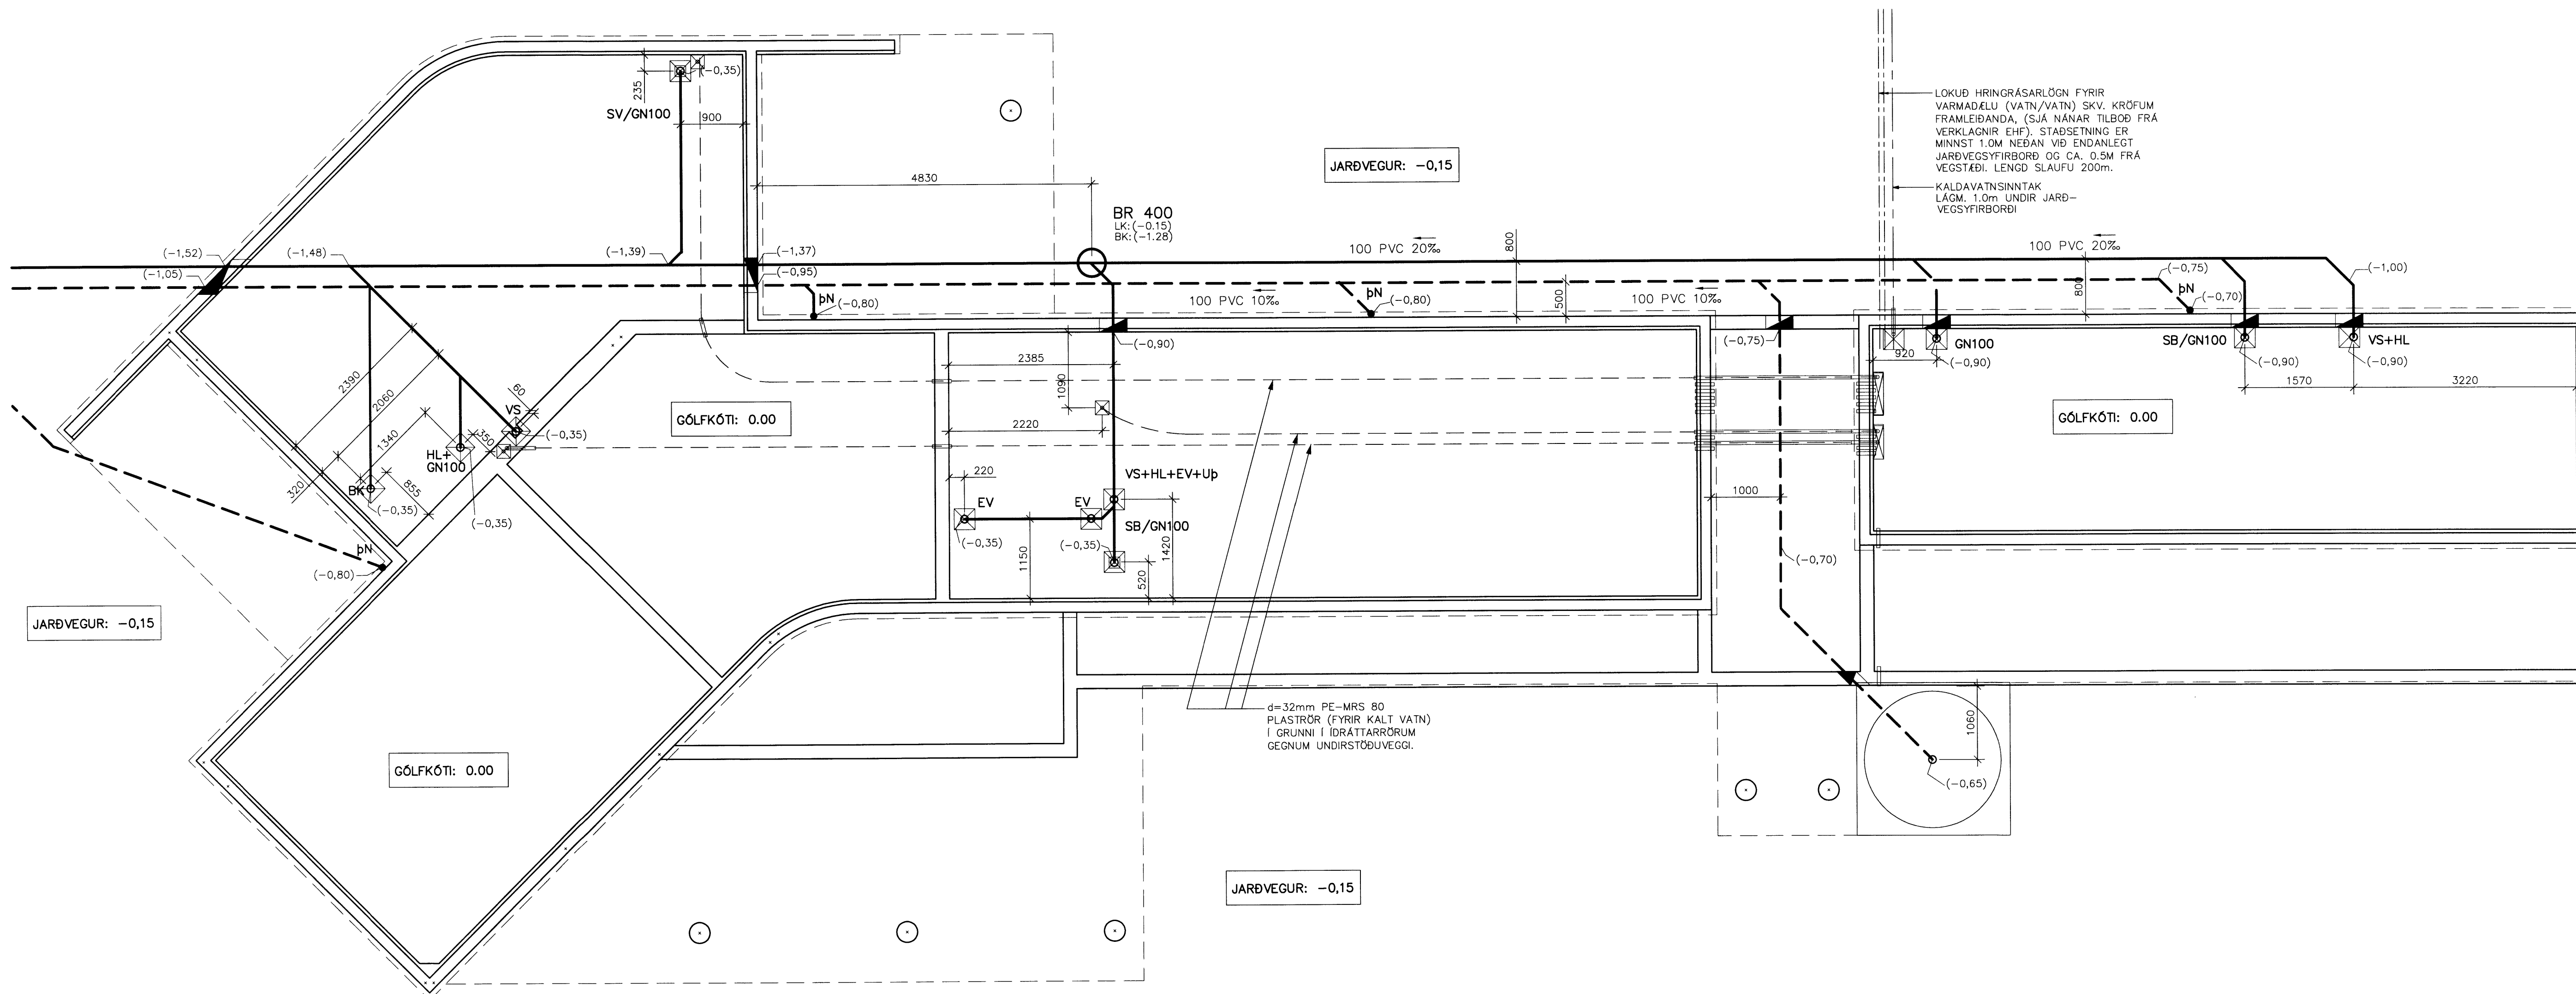 (-0,35)
235
SV/GN100
900
LOKUÐ HRINGRÁSARLÖGN FYRIR
VARMADÆLU (VATN/VATN) SKV. KRÖFUM
FRAMLEIÐANDA, (SJÁ NÁNAR TILBOÐ FRÁ
VERKLAGNIR EHF). STAÐSETNING ER
MINNST 1.0M NEÐAN VIÐ ENDANLEGT
JARÐVEGSYFIRBORÐ OG CA. 0.5M FRÁ
VEGSTÆÐI. LENGD SLAUFU 200m.
KALDAVATNSINNTAK
LÁGM. 1.0m UNDIR JARÐ-
VEGSYFIRBORÐI
JARÐVEGUR: -0,15
4830
BR 400
LK:(-0.15)
BK:(-1.28)
(-1,52)
(-1,48)
(-1,39)
(-1,37)
100 PVC 20‰
800
100 PVC 20‰
(-1,05)
(-0,95)
(-0,75)
(-1,00)
800
þN
(-0,80)
100 PVC 10‰
þN
(-0,80)
500
100 PVC 10‰
þN
(-0,70)
(-0,90)
(-0,75)
GN100
(-0,90)
920
SB/GN100
(-0,90)
VS+HL
(-0,90)
1570
3220
2385
1090
2220
2390
2060
1340
350
60
VS
(-0,35)
HL+
GN100
320
BK
855
(-0,35)
(-0,35)
GÓLFKÓTI: 0.00
GÓLFKÓTI: 0.00
220
EV
EV
VS+HL+EV+Uþ
SB/GN100
(-0,35)
(-0,35)
1150
1420
520
1000
(-0,70)
þN
(-0,80)
JARÐVEGUR: -0,15
d=32mm PE-MRS 80
PLASTRÖR (FYRIR KALT VATN)
Í GRUNNI Í ÍDRÁTTARRÖRUM
GEGNUM UNDIRSTÖÐUVEGGI.
1060
(-0,65)
GÓLFKÓTI: 0.00
JARÐVEGUR: -0,15